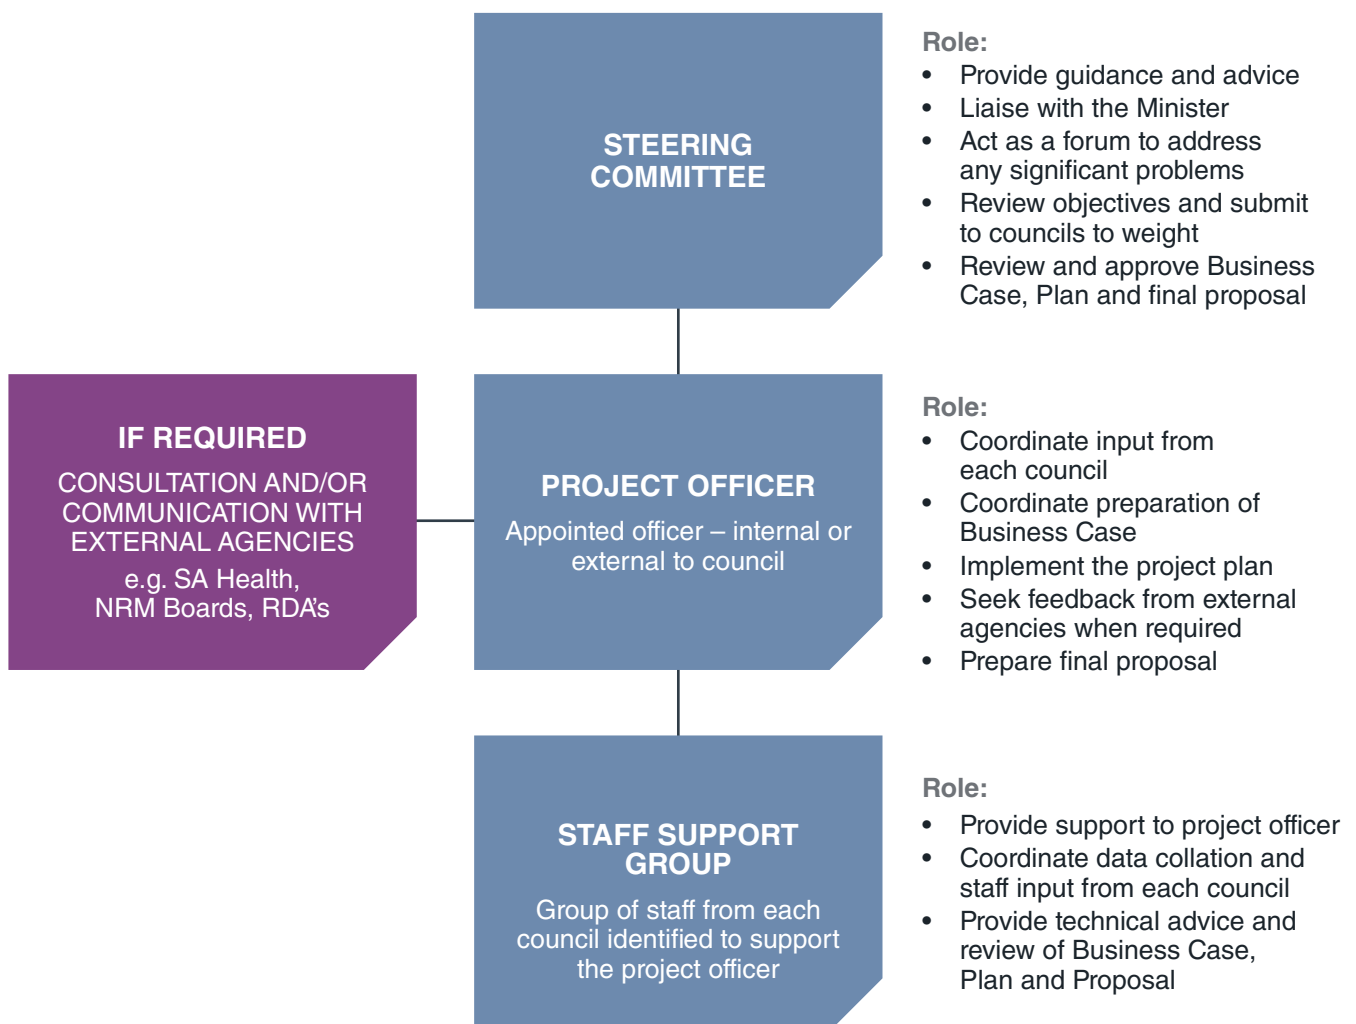 STEERING
COMMITTEE
Role:
• Provide guidance and advice
• Liaise with the Minister
• Act as a forum to address
any significant problems
• Review objectives and submit
to councils to weight
• Review and approve Business
Case, Plan and final proposal
IF REQUIRED
CONSULTATION AND/OR
COMMUNICATION WITH
EXTERNAL AGENCIES
e.g. SA Health,
NRM Boards, RDA's
PROJECT OFFICER
Appointed officer – internal or
external to council
Role:
• Coordinate input from
each council
• Coordinate preparation of
Business Case
• Implement the project plan
• Seek feedback from external
agencies when required
• Prepare final proposal
STAFF SUPPORT
GROUP
Group of staff from each
council identified to support
the project officer
Role:
• Provide support to project officer
• Coordinate data collation and
staff input from each council
• Provide technical advice and
review of Business Case,
Plan and Proposal